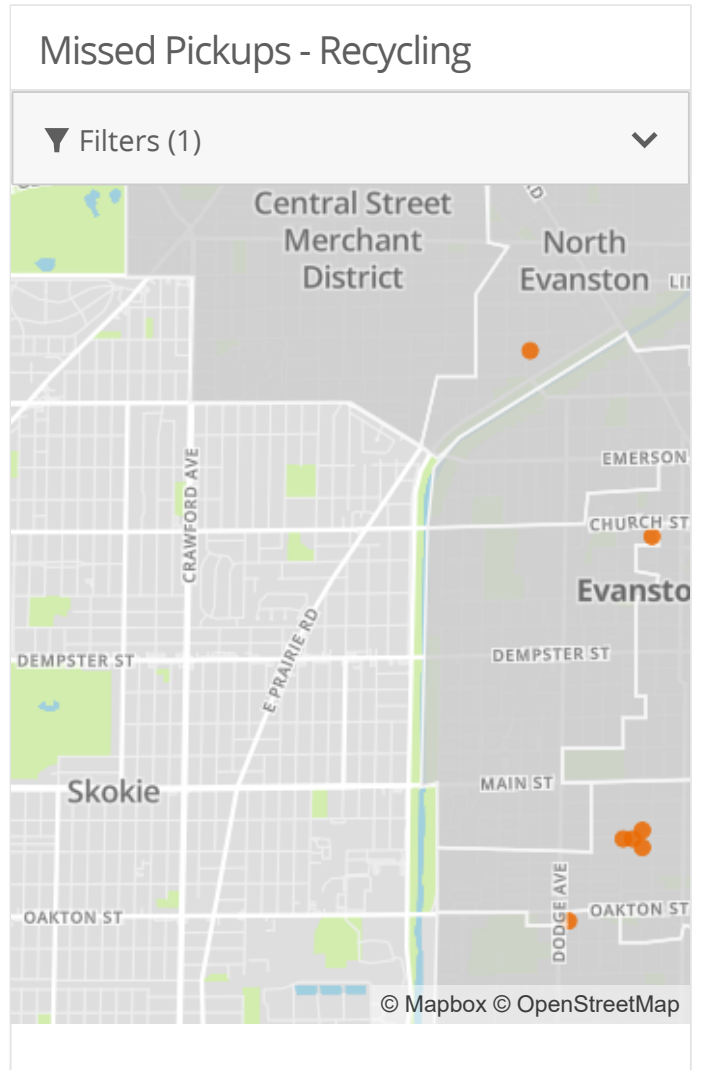 Missed Pickups - Recycling
Filters (1)
Central Street
Merchant
District
North
Evanston
EMERSON
CRAWFORD AVE
CHURCH ST
Evansto
E PRAIRIE RD
DEMPSTER ST
DEMPSTER ST
MAIN ST
Skokie
DODGE AVE
OAKTON ST
OAKTON ST
© Mapbox © OpenStreetMap